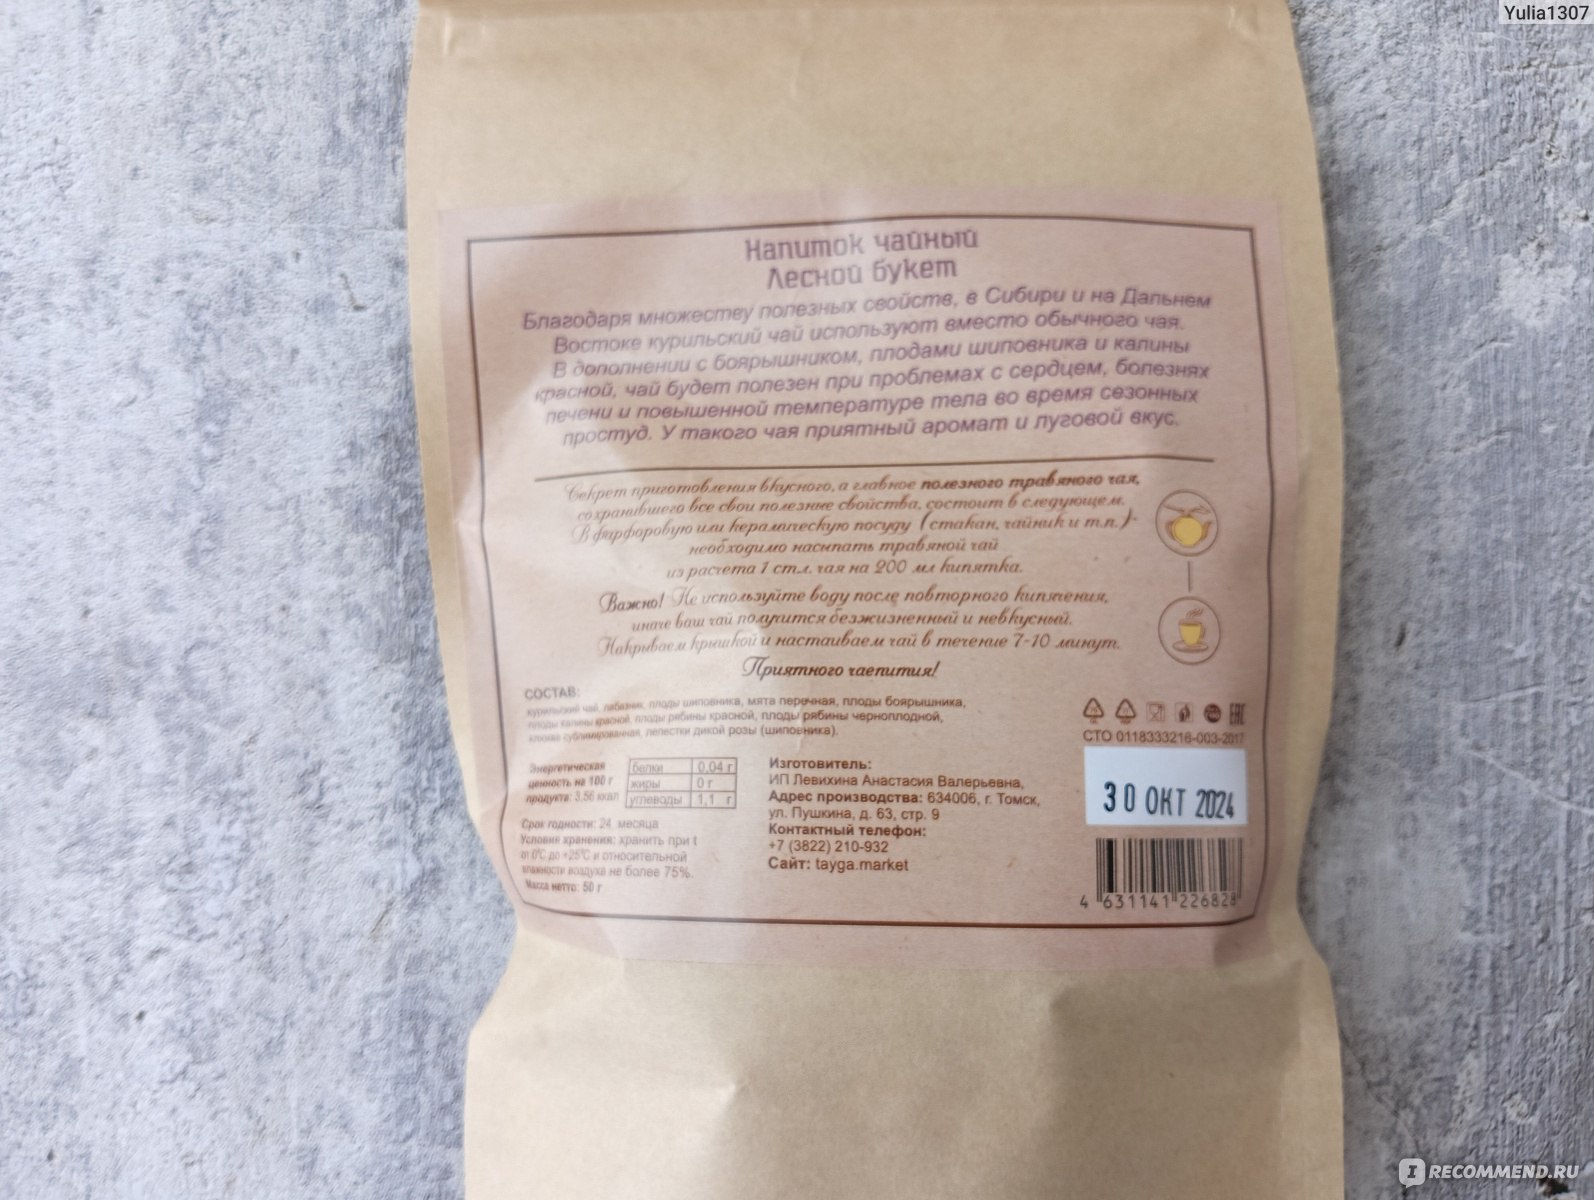 Yulia1307
Напиток чайный
Лесной букет
Благодаря множеству полезных свойств, в Сибири и на Дальнем
Востоке курильский чай используют вместо обычного чая.
В дополнении с боярышником, плодами шиповника и калины
красной, чай будет полезен при проблемах с сердцем, болезнях
печени и повышенной температуре тела во время сезонных
простуд. У такого чая приятный аромат и луговой вкус.
Секрет приготовления вкусного, а главное полезного травяного чая,
сохранившего все свои полезные свойства, состоит в следующем.
В фарфоровую или керамическую посуду (стакан, чайник и т.п.)-
необходимо насыпать травяной чай
из расчета 1 ст.л. чая на 200 мл кипятка.
Важно! Не используйте воду после повторного кипячения,
иначе ваш чай получится безжизненный и невкусный.
Накрываем крышкой и настаиваем чай в течение 7-10 минут.
Приятного чаепития!
СОСТАВ:
курильский чай, лабазник, плоды шиповника, мята перечная, плоды боярышника,
плоды калины красной, плоды рябины красной, плоды рябины черноплодной,
клюква сублимированная, лепестки дикой розы (шиповника).
Энергетическая
ценность на 100 г
продукта: 3,56 ккал
белки 0,04 г
жиры 0 г
углеводы 1,1 г
Срок годности: 24 месяца
Условия хранения: хранить при t
от 0°С до +25°С и относительной
влажности воздуха не более 75%.
Масса нетто: 50 г
Изготовитель:
ИП Левихина Анастасия Валерьевна,
Адрес производства: 634006, г. Томск,
ул. Пушкина, д. 63, стр. 9
Контактный телефон:
+7 (3822) 210-932
Сайт: tayga.market
EAC
СТО 0118333216-003-2017
30 ОКТ 2024
4 631141 226828
RECOMMEND.RU